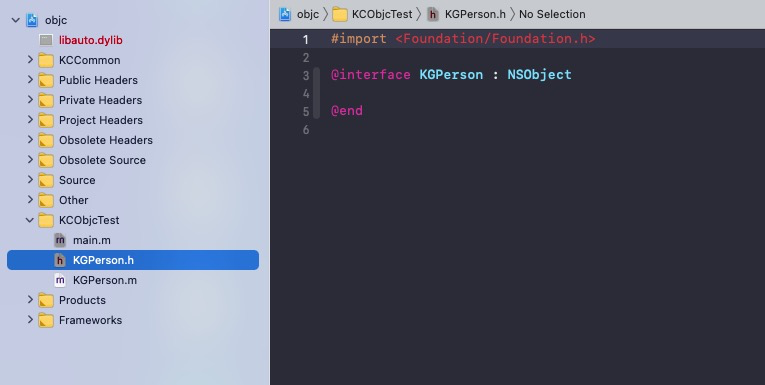 objc
libauto.dylib
KCCommon
Public Headers
Private Headers
Project Headers
Obsolete Headers
Obsolete Source
Source
Other
KCObjcTest
main.m
KGPerson.h
KGPerson.m
Products
Frameworks
objc KCObjcTest KGPerson.h No Selection
1 #import <Foundation/Foundation.h>
2
3 @interface KGPerson : NSObject
4
5 @end
6